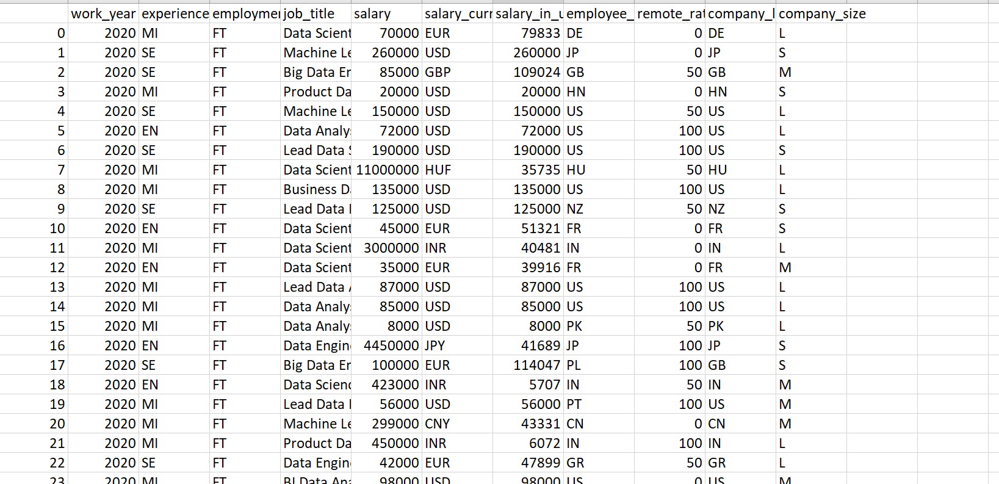 work_year experience employmer job_title salary salary_curr salary_in_u employee_ remote_rat company_l company_size
0 2020 MI FT Data Scient 70000 EUR 79833 DE 0 DE L
1 2020 SE FT Machine Le 260000 USD 260000 JP 0 JP S
2 2020 SE FT Big Data Er 85000 GBP 109024 GB 50 GB M
3 2020 MI FT Product Da 20000 USD 20000 HN 0 HN S
4 2020 SE FT Machine Le 150000 USD 150000 US 50 US L
5 2020 EN FT Data Analy 72000 USD 72000 US 100 US L
6 2020 SE FT Lead Data S 190000 USD 190000 US 100 US S
7 2020 MI FT Data Scient 11000000 HUF 35735 HU 50 HU L
8 2020 MI FT Business Da 135000 USD 135000 US 100 US L
9 2020 SE FT Lead Data 125000 USD 125000 NZ 50 NZ S
10 2020 EN FT Data Scient 45000 EUR 51321 FR 0 FR S
11 2020 MI FT Data Scient 3000000 INR 40481 IN 0 IN L
12 2020 EN FT Data Scient 35000 EUR 39916 FR 0 FR M
13 2020 MI FT Lead Data 87000 USD 87000 US 100 US L
14 2020 MI FT Data Analy 85000 USD 85000 US 100 US L
15 2020 MI FT Data Analy 8000 USD 8000 PK 50 PK L
16 2020 EN FT Data Engin 4450000 JPY 41689 JP 100 JP S
17 2020 SE FT Big Data Er 100000 EUR 114047 PL 100 GB S
18 2020 EN FT Data Scienc 423000 INR 5707 IN 50 IN M
19 2020 MI FT Lead Data 56000 USD 56000 PT 100 US M
20 2020 MI FT Machine Le 299000 CNY 43331 CN 0 CN M
21 2020 MI FT Product Da 450000 INR 6072 IN 100 IN L
22 2020 SE FT Data Engin 42000 EUR 47899 GR 50 GR L
23 2020 MI FT BI Data Ana 98000 USD 98000 US 0 US M